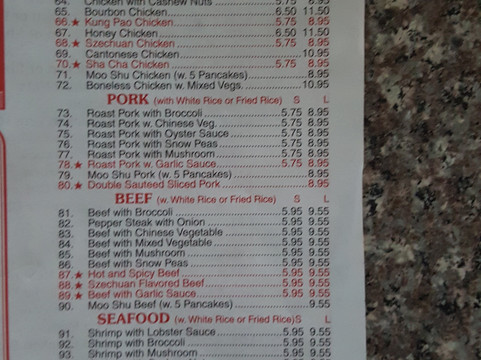 64. Chicken with Cashew Nuts 5.75 8.95
65. Bourbon Chicken 6.50 11.50
66. ★ Kung Pao Chicken 5.75 8.95
67. Honey Chicken 6.50 11.50
68. ★ Szechuan Chicken 5.75 8.95
69. Cantonese Chicken 10.95
70. ★ Sha Cha Chicken 5.75 8.95
71. Moo Shu Chicken (w. 5 Pancakes) 8.95
72. Boneless Chicken w. Mixed Vegs. 10.95
PORK (with White Rice or Fried Rice) S L
73. Roast Pork with Broccoli 5.75 8.95
74. Roast Pork w. Chinese Veg. 5.75 8.95
75. Roast Pork with Oyster Sauce 5.75 8.95
76. Roast Pork with Snow Peas 5.75 8.95
77. Roast Pork with Mushroom 5.75 8.95
78. ★ Roast Pork w. Garlic Sauce 5.75 8.95
79. Moo Shu Pork (w. 5 Pancakes) 8.95
80. ★ Double Sauteed Sliced Pork 8.95
BEEF (w. White Rice or Fried Rice) S L
81. Beef with Broccoli 5.95 9.55
82. Pepper Steak with Onion 5.95 9.55
83. Beef with Chinese Vegetable 5.95 9.55
84. Beef with Mixed Vegetable 5.95 9.55
85. Beef with Mushroom 5.95 9.55
86. Beef with Snow Peas 5.95 9.55
87. ★ Hot and Spicy Beef 5.95 9.55
88. ★ Szechuan Flavored Beef 5.95 9.55
89. ★ Beef with Garlic Sauce 5.95 9.55
90. Moo Shu Beef (w. 5 Pancakes) 9.55
SEAFOOD (w. White Rice or Fried Rice) S L
91. Shrimp with Lobster Sauce 5.95 9.55
92. Shrimp with Broccoli 5.95 9.55
93. Shrimp with Mushroom 5.95 9.55